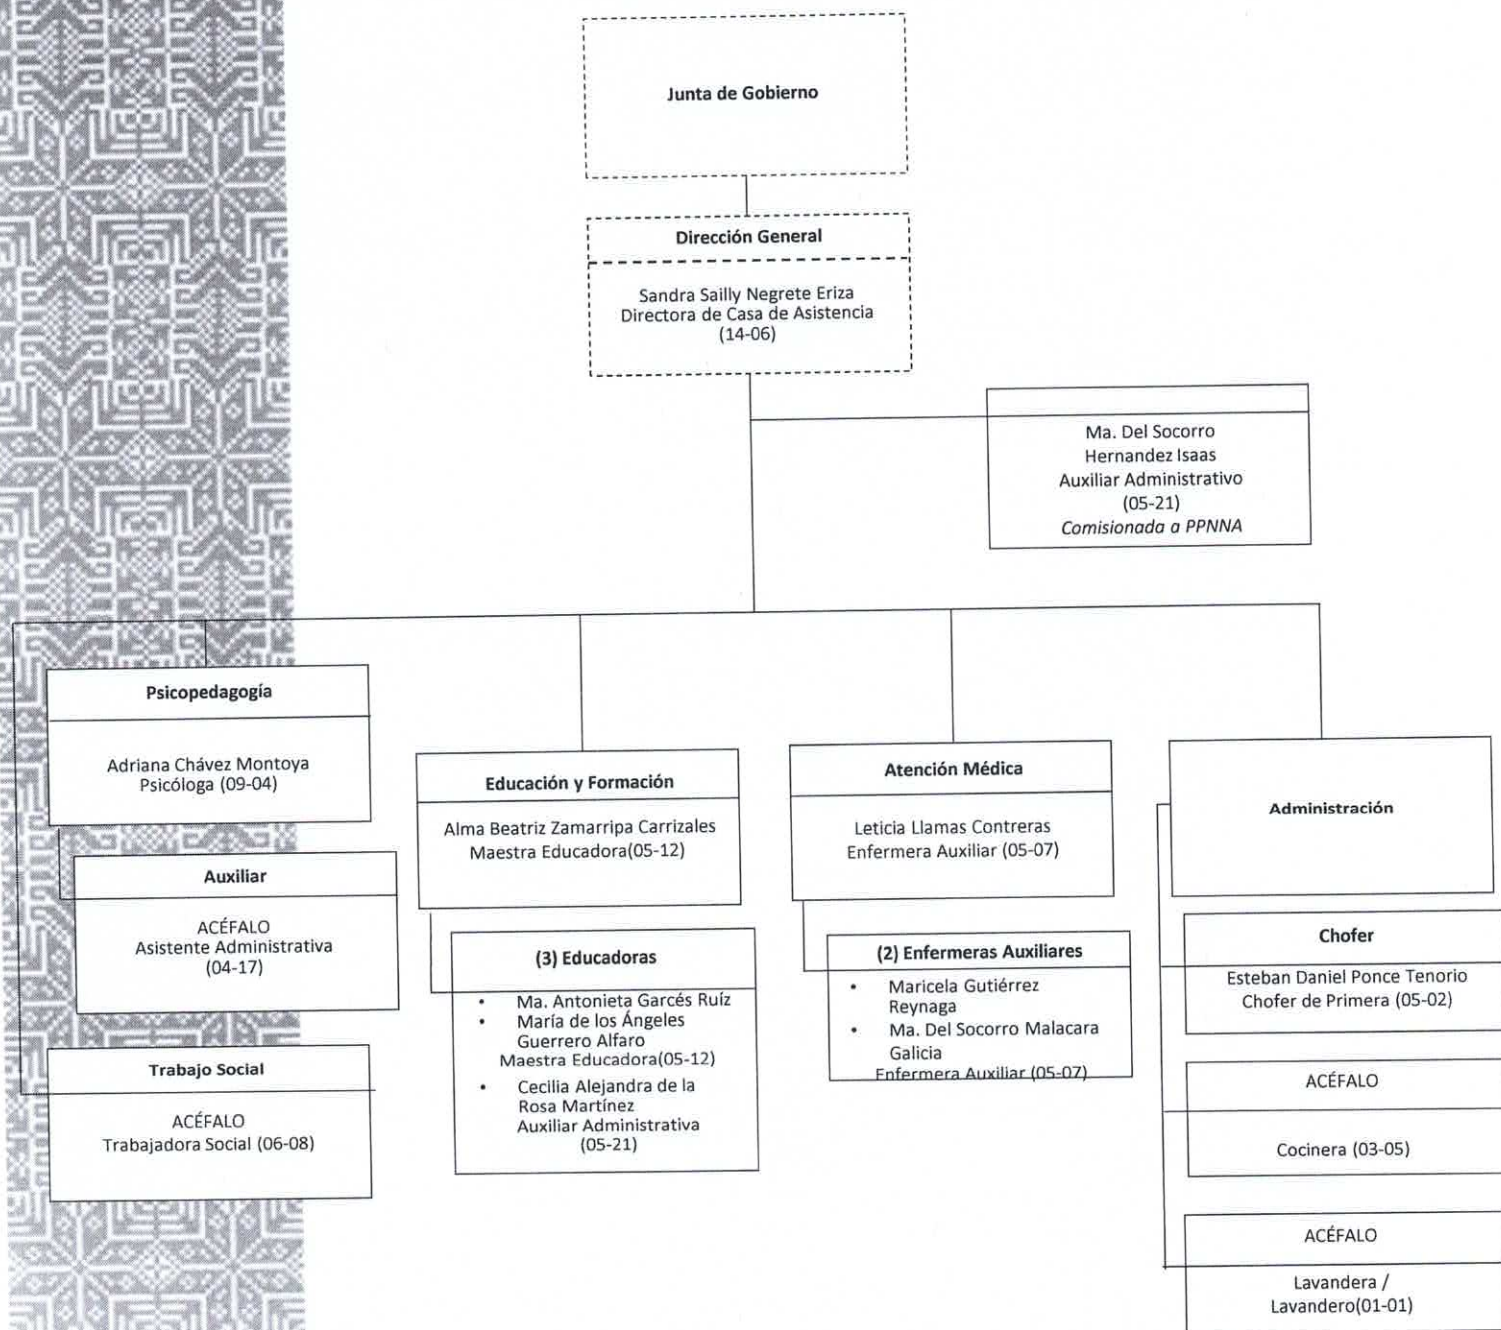 Junta de Gobierno
Dirección General
Sandra Sailly Negrete Eriza
Directora de Casa de Asistencia
(14-06)
Ma. Del Socorro
Hernandez Isaas
Auxiliar Administrativo
(05-21)
Comisionada a PPNNA
Psicopedagogía
Adriana Chávez Montoya
Psicóloga (09-04)
Auxiliar
ACÉFALO
Asistente Administrativa
(04-17)
Trabajo Social
ACÉFALO
Trabajadora Social (06-08)
Educación y Formación
Alma Beatriz Zamarripa Carrizales
Maestra Educadora(05-12)
(3) Educadoras
• Ma. Antonieta Garcés Ruíz
• María de los Ángeles
Guerrero Alfaro
Maestra Educadora(05-12)
• Cecilia Alejandra de la
Rosa Martínez
Auxiliar Administrativa
(05-21)
Atención Médica
Leticia Llamas Contreras
Enfermera Auxiliar (05-07)
(2) Enfermeras Auxiliares
• Maricela Gutiérrez
Reynaga
• Ma. Del Socorro Malacara
Galicia
Enfermera Auxiliar (05-07)
Administración
Chofer
Esteban Daniel Ponce Tenorio
Chofer de Primera (05-02)
ACÉFALO
Cocinera (03-05)
ACÉFALO
Lavandera /
Lavandero(01-01)